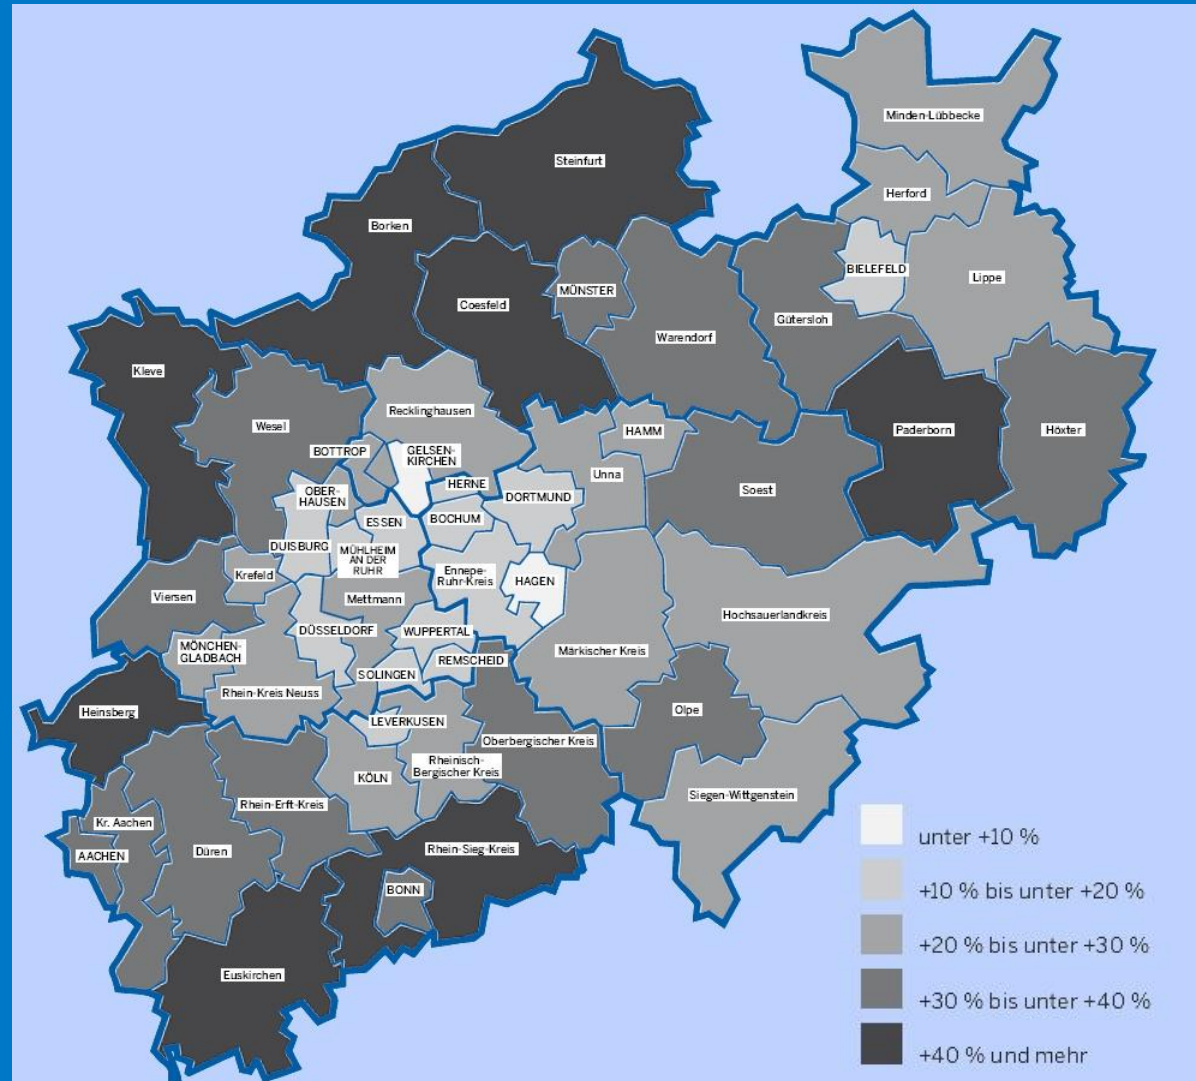 Minden-Lübbecke
Steinfurt
Herford
Borken
BIELEFELD
Lippe
MÜNSTER
Coesfeld
Gütersloh
Warendorf
Kleve
Recklinghausen
Wesel
HAMM
Paderborn
Höxter
BOTTROP
GELSEN-
KIRCHEN
Unna
HERNE
Soest
OBER-
HAUSEN
DORTMUND
ESSEN
BOCHUM
DUISBURG
MÜHLHEIM
AN DER
RUHR
Krefeld
Ennepe-
Ruhr-Kreis
HAGEN
Viersen
Mettmann
Hochsauerlandkreis
DÜSSELDORF
WUPPERTAL
MÖNCHEN-
GLADBACH
Märkischer Kreis
REMSCHEID
SOLINGEN
Rhein-Kreis Neuss
Heinsberg
Olpe
LEVERKUSEN
Oberbergischer Kreis
Rheinisch-
Bergischer Kreis
KÖLN
Siegen-Wittgenstein
Rhein-Erft-Kreis
Kr. Aachen
Rhein-Sieg-Kreis
Düren
AACHEN
BONN
Euskirchen
unter +10 %
+10 % bis unter +20 %
+20 % bis unter +30 %
+30 % bis unter +40 %
+40 % und mehr